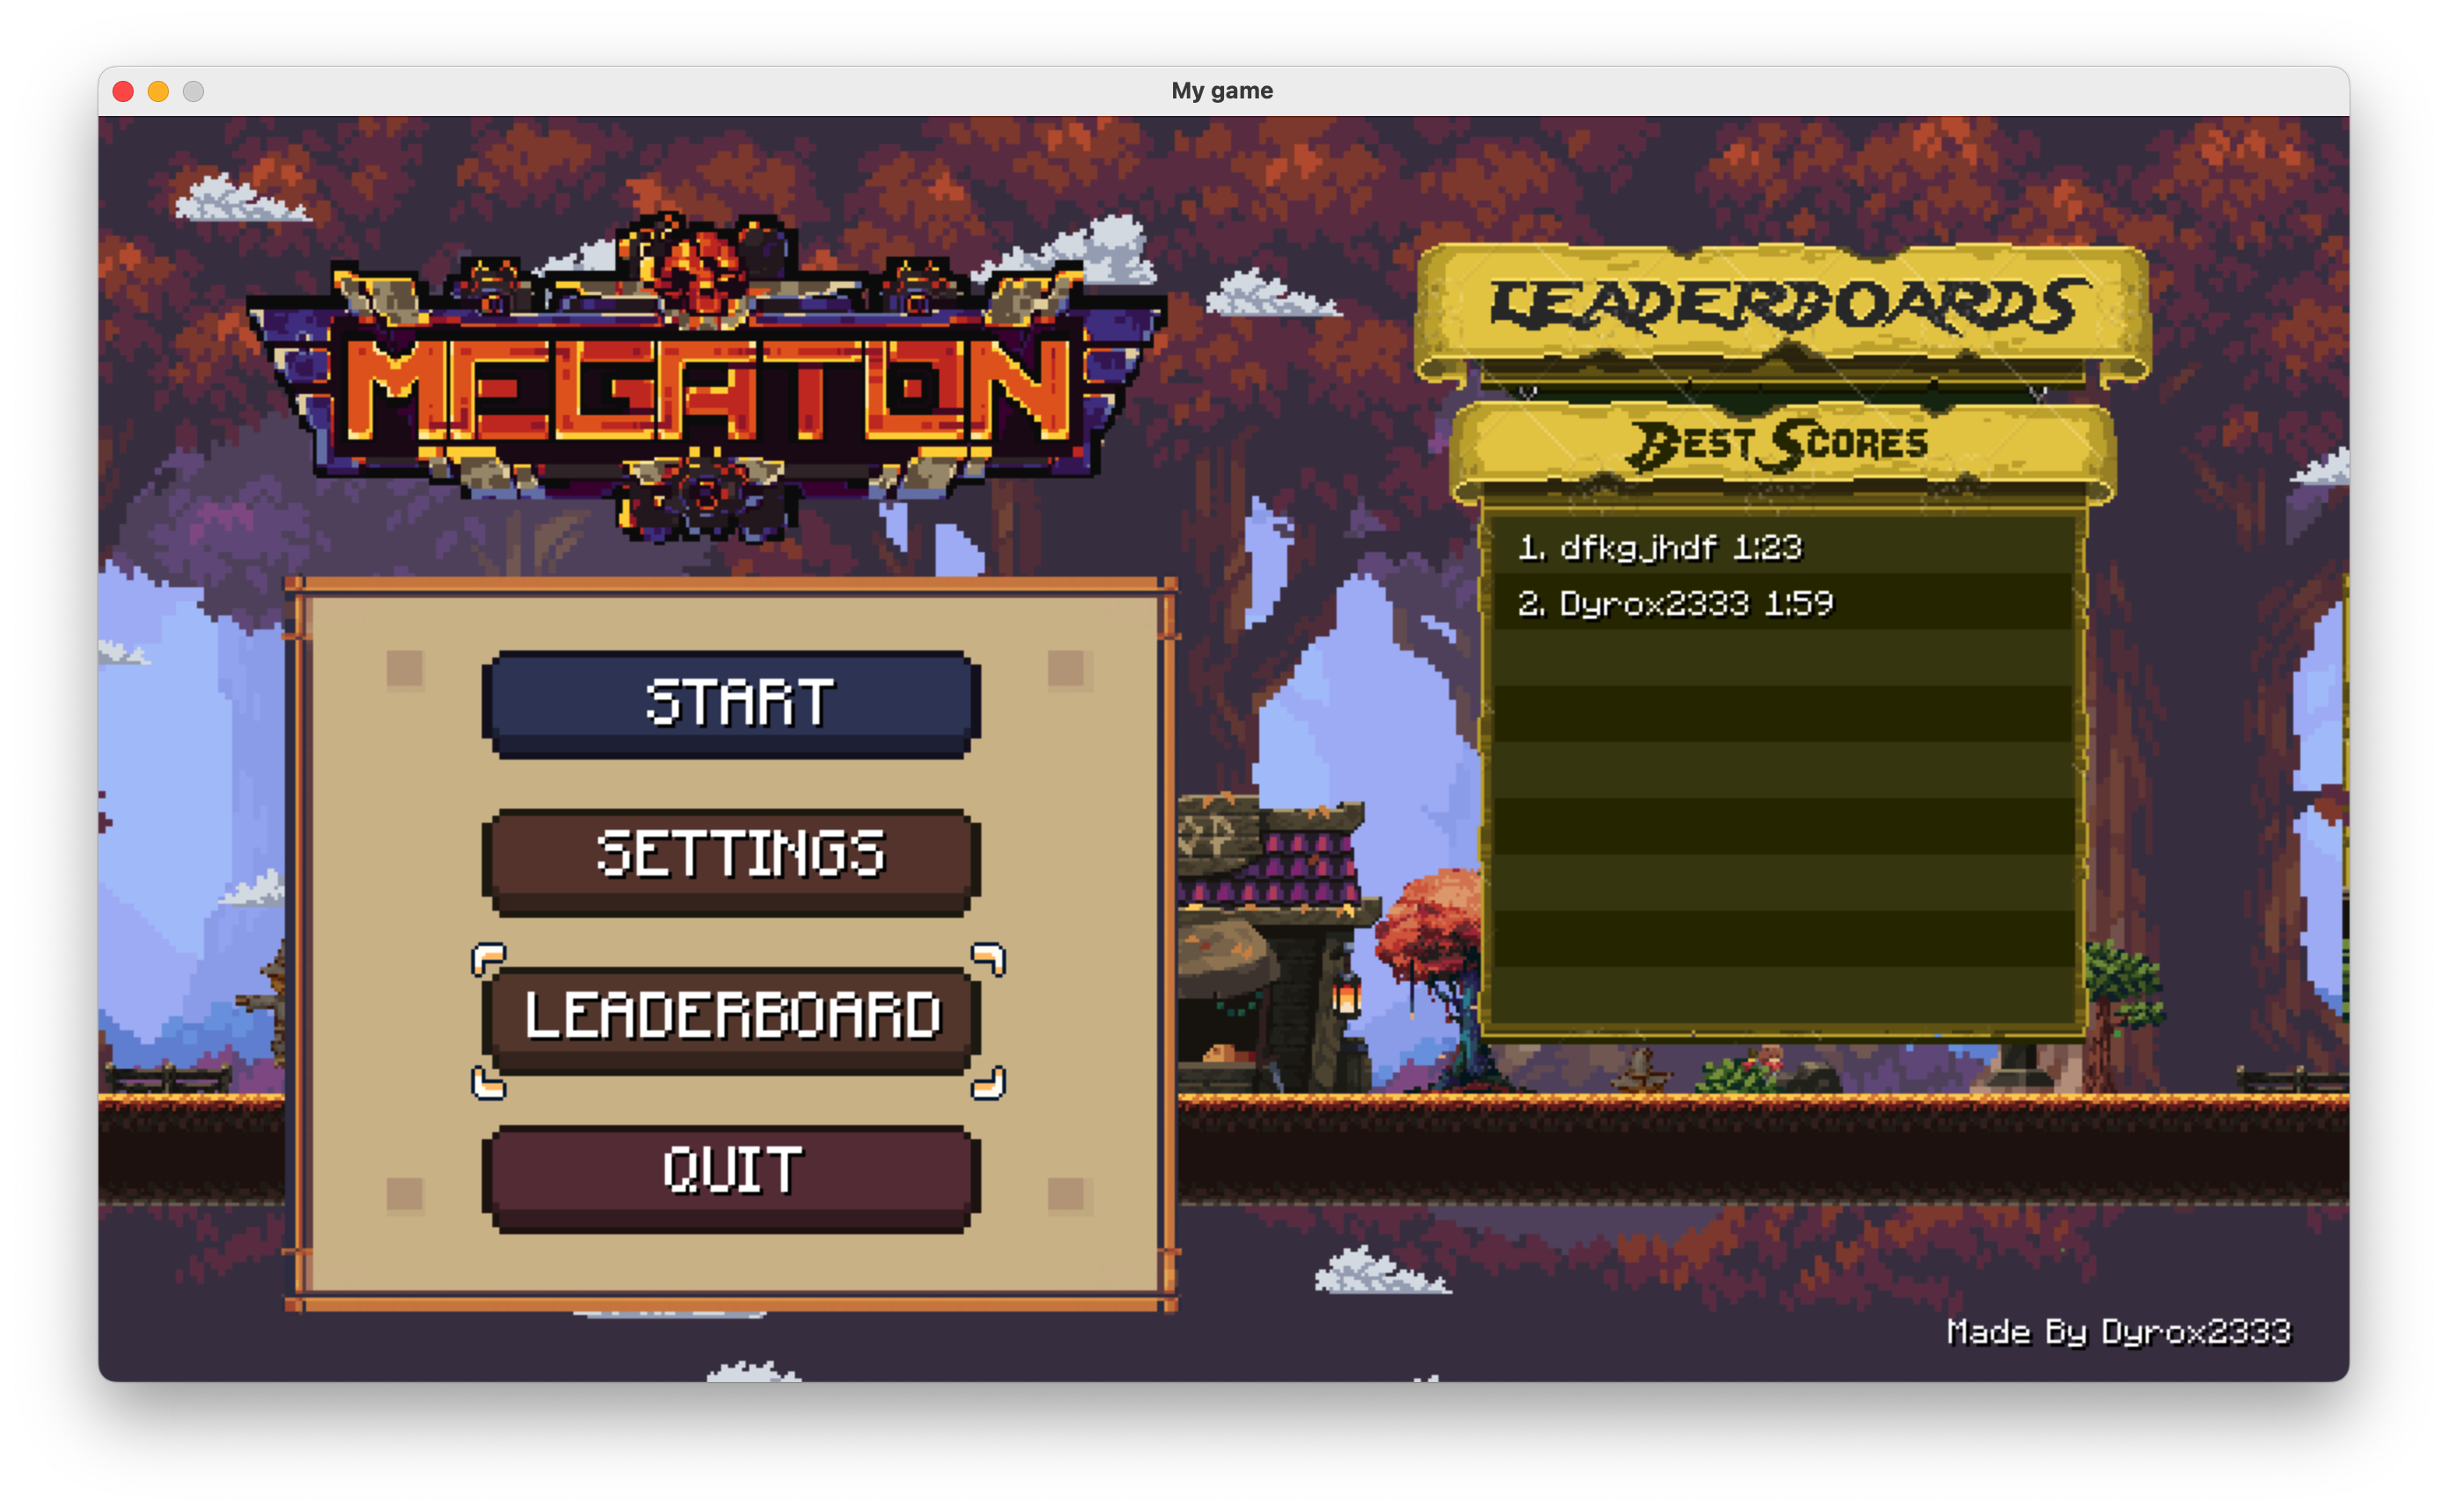 My game
MEGATON
START
SETTINGS
LEADERBOARD
QUIT
LEADERBOARDS
BEST SCORES
1. dfkgjhdf 1:23
2. Dyrox2333 1:59
Made By Dyrox2333